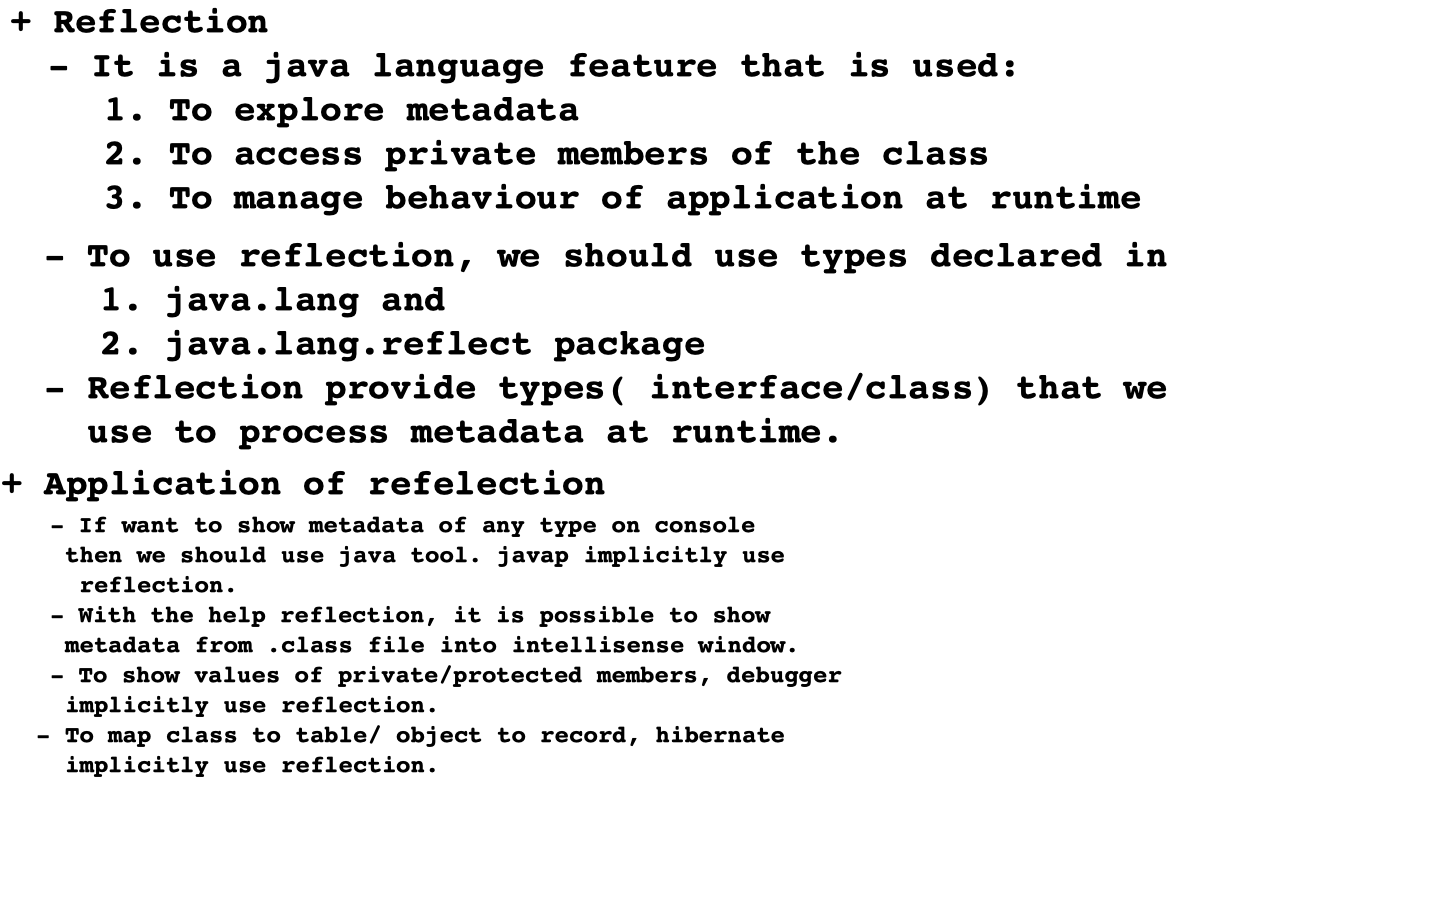 + Reflection
- It is a java language feature that is used:
1. To explore metadata
2. To access private members of the class
3. To manage behaviour of application at runtime
- To use reflection, we should use types declared in
1. java.lang and
2. java.lang.reflect package
- Reflection provide types( interface/class) that we
use to process metadata at runtime.
+ Application of refelection
- If want to show metadata of any type on console
then we should use java tool. javap implicitly use
reflection.
- With the help reflection, it is possible to show
metadata from .class file into intellisense window.
- To show values of private/protected members, debugger
implicitly use reflection.
- To map class to table/ object to record, hibernate
implicitly use reflection.